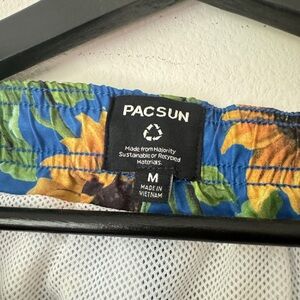 PACSUN
Made from Majority
Sustainable or Recycled
Materials.
M
MADE IN
VIETNAM